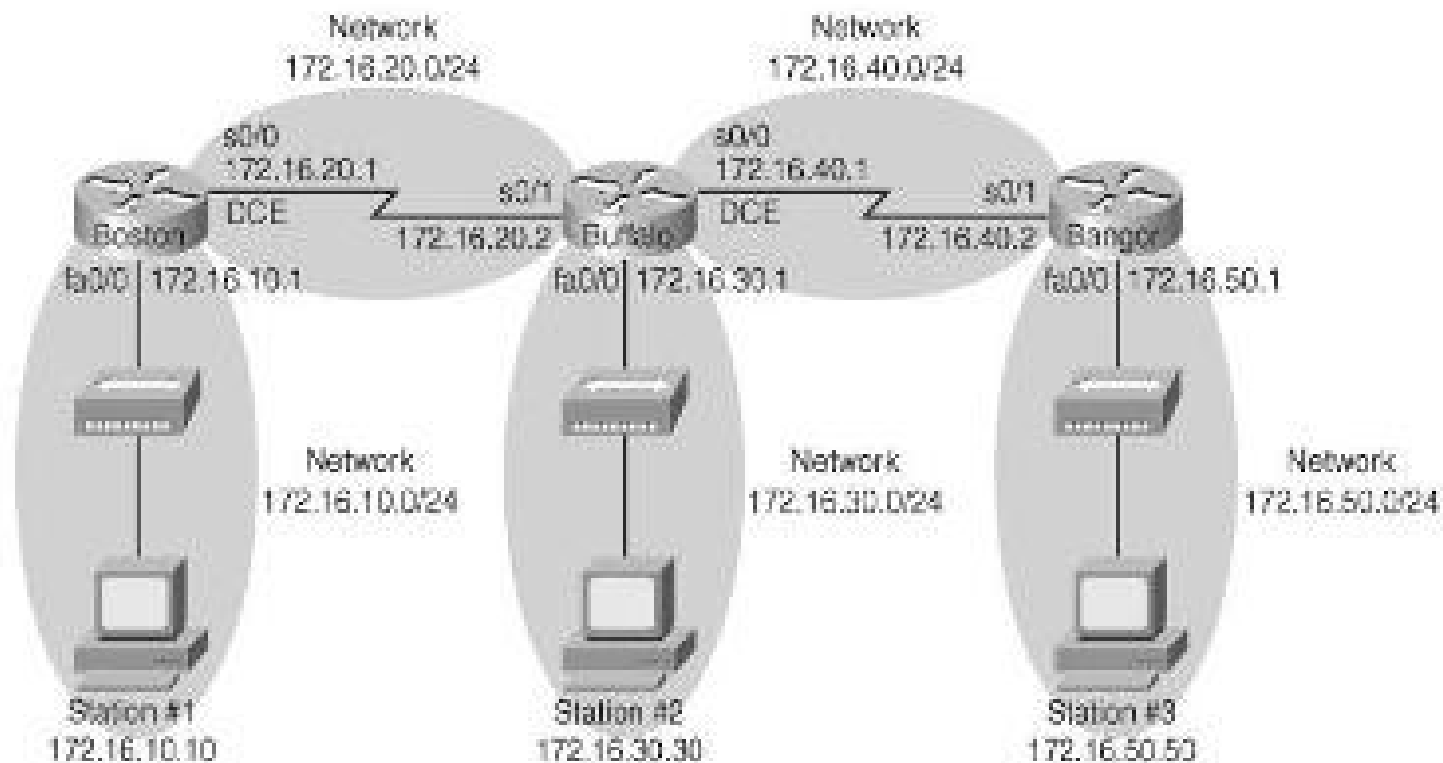 Network
172.16.20.0/24
Network
172.16.40.0/24
s0/0
172.16.20.1
DCE
s0/1
172.16.20.2
s0/0
172.16.40.1
DCE
s0/1
172.16.40.2
Boston
Buffalo
Bangor
fa0/0 172.16.10.1
fa0/0 172.16.30.1
fa0/0 172.16.50.1
Network
172.16.10.0/24
Network
172.16.30.0/24
Network
172.16.50.0/24
Station #1
172.16.10.10
Station #2
172.16.30.30
Station #3
172.16.50.50